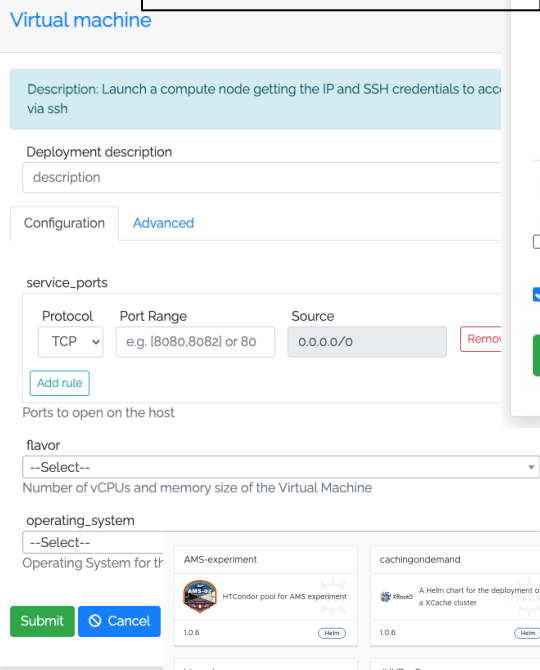 Virtual machine
Description: Launch a compute node getting the IP and SSH credentials to
via ssh
Deployment description
description
Configuration Advanced
service_ports
Protocol Port Range Source
TCP e.g. [8080,8082] or 80 0.0.0.0/0
Add rule
Ports to open on the host
flavor
--Select--
Number of vCPUs and memory size of the Virtual Machine
operating_system
--Select--
Operating System for
Submit Cancel
AMS-experiment
HTCondor pool for AMS experiment
1.0.6 Helm
cachingondemand
XRootD A Helm chart for the deployment of
a XCache cluster
1.0.6 Helm